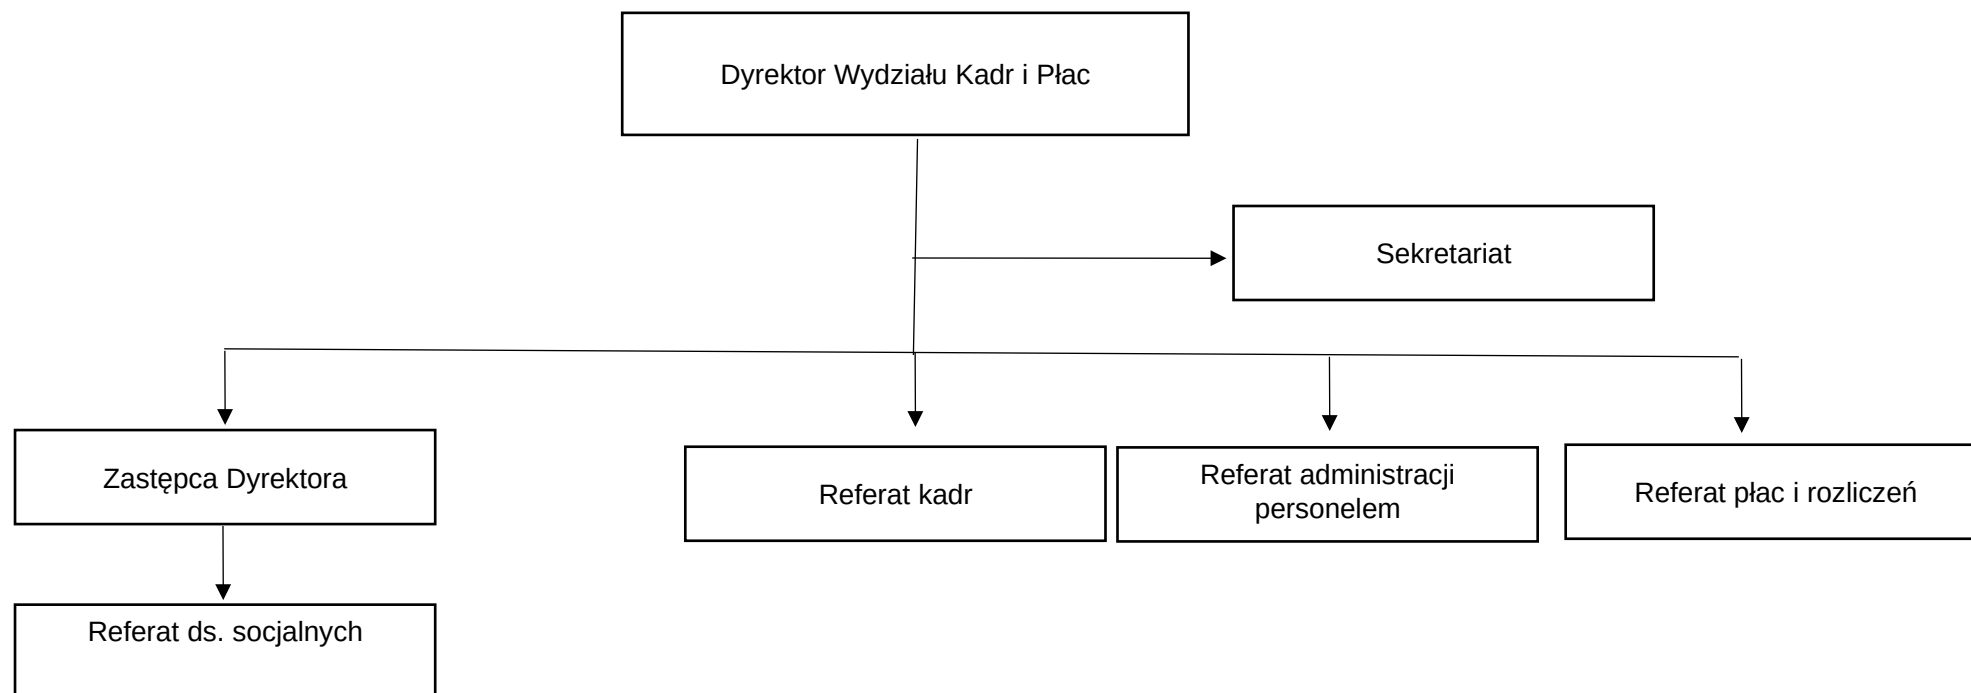 Dyrektor Wydziału Kadr i Płac
Sekretariat
Zastępca Dyrektora
Referat kadr
Referat administracji
personelem
Referat płac i rozliczeń
Referat ds. socjalnych